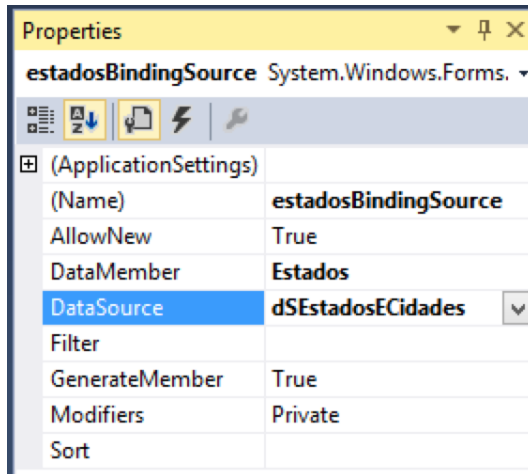 Properties
estadosBindingSource System.Windows.Forms.
(ApplicationSettings)
(Name) estadosBindingSource
AllowNew True
DataMember Estados
DataSource dSEstadosECidades
Filter
GenerateMember True
Modifiers Private
Sort